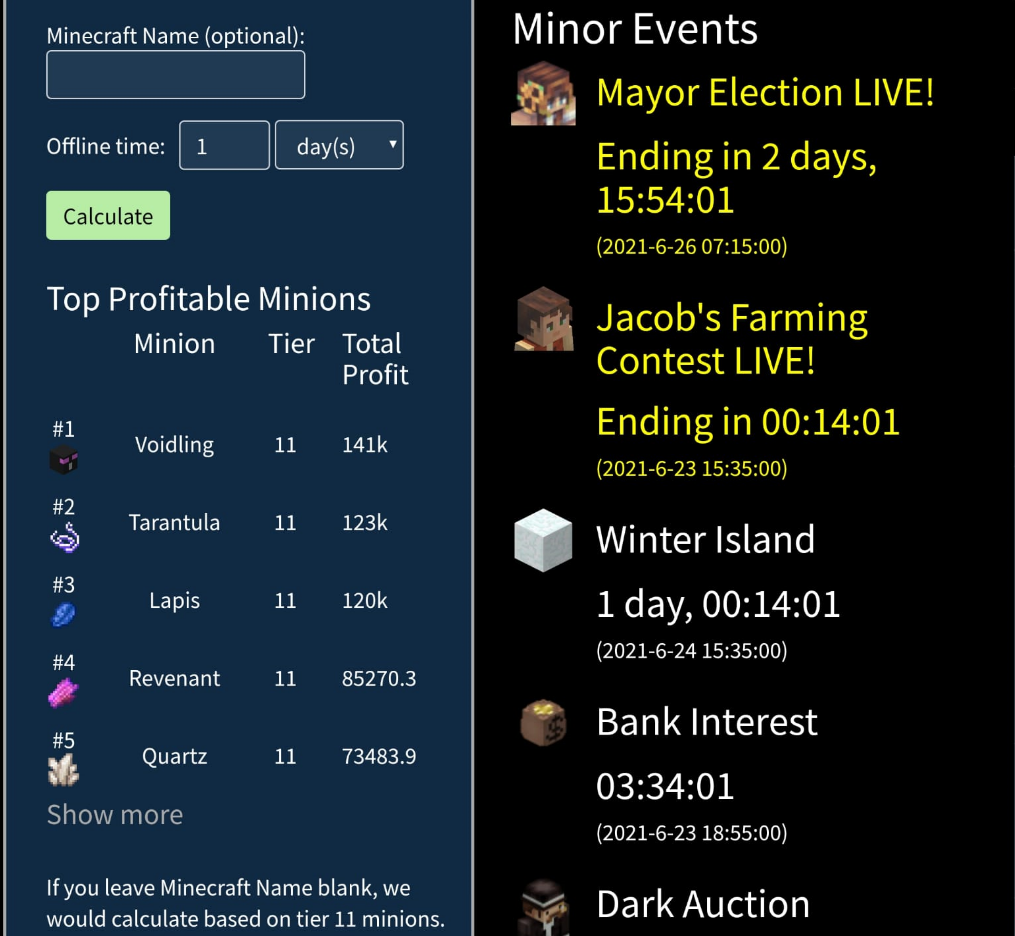 Minecraft Name (optional):
Offline time: 1 day(s)
Calculate
Top Profitable Minions
Minion Tier Total
Profit
#1
Voidling 11 141k
#2
Tarantula 11 123k
#3
Lapis 11 120k
#4
Revenant 11 85270.3
#5
Quartz 11 73483.9
Show more
If you leave Minecraft Name blank, we
would calculate based on tier 11 minions.
Minor Events
Mayor Election LIVE!
Ending in 2 days,
15:54:01
(2021-6-26 07:15:00)
Jacob's Farming
Contest LIVE!
Ending in 00:14:01
(2021-6-23 15:35:00)
Winter Island
1 day, 00:14:01
(2021-6-24 15:35:00)
Bank Interest
03:34:01
(2021-6-23 18:55:00)
Dark Auction